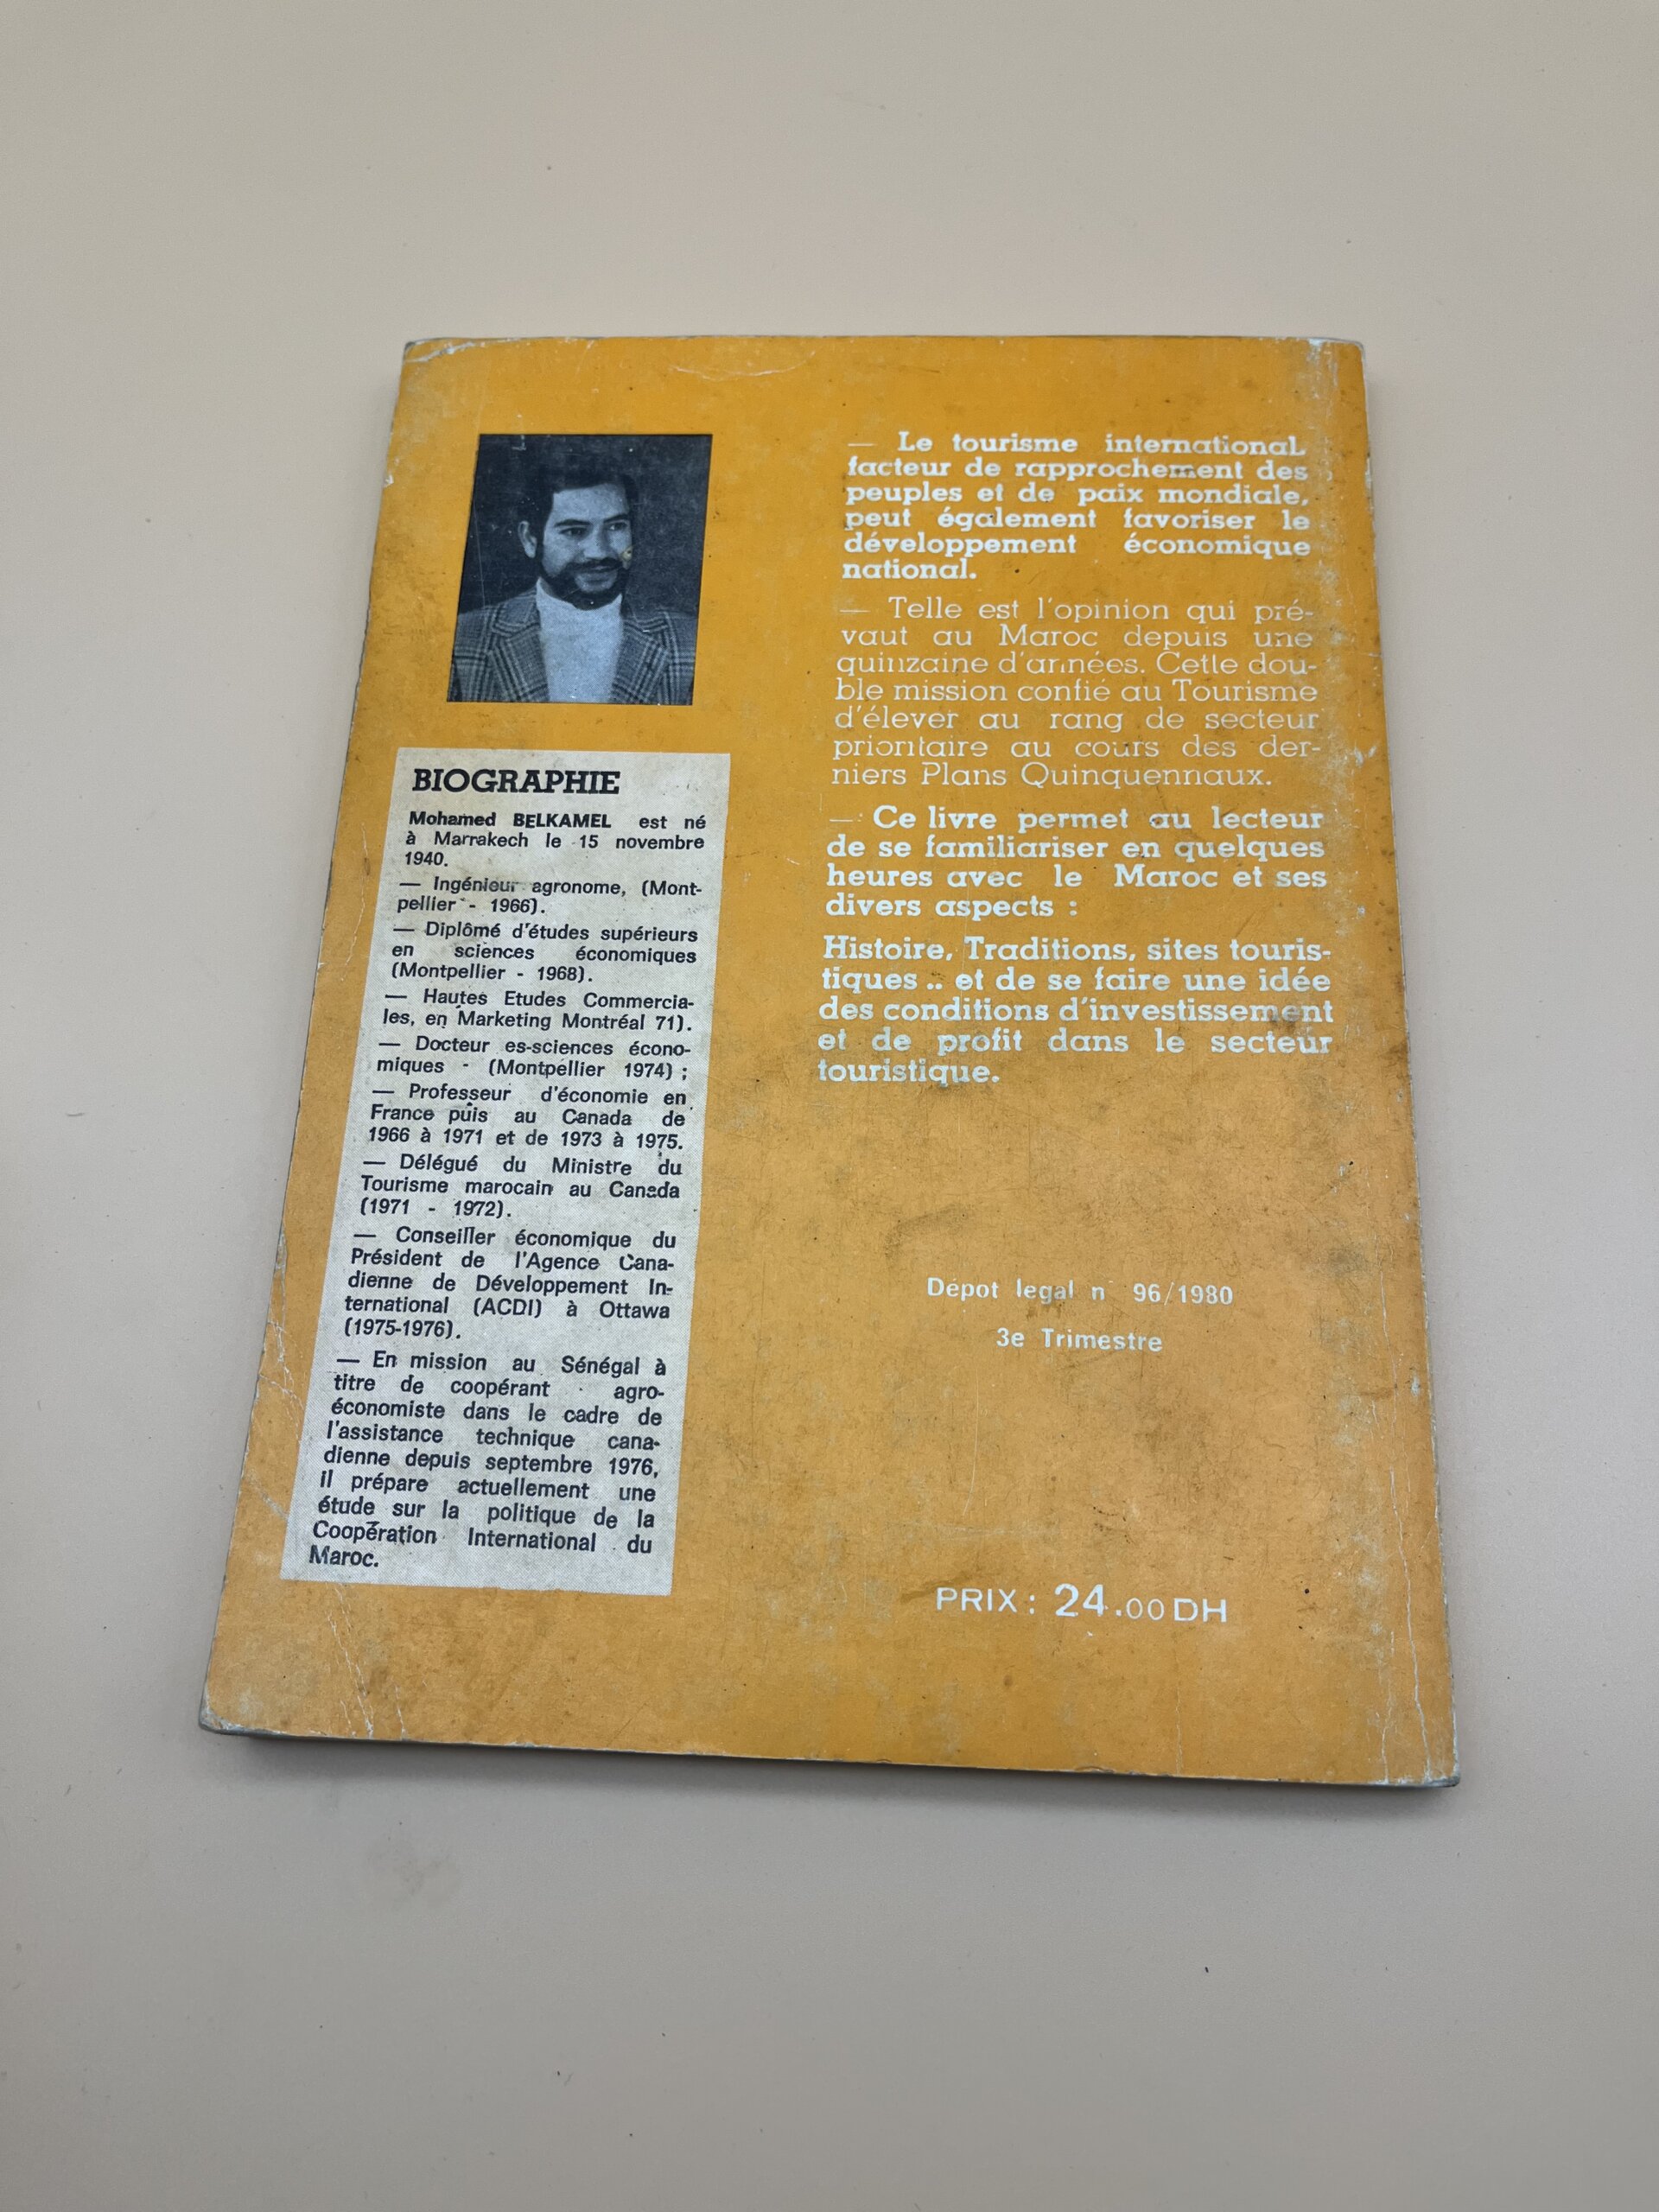 BIOGRAPHIE
Mohamed BELKAMEL est né
à Marrakech le 15 novembre
1940.
— Ingénieur agronome, (Mont-
pellier - 1966).
— Diplômé d'études supérieurs
en sciences économiques
(Montpellier - 1968).
— Hautes Etudes Commercia-
les, en Marketing Montréal 71).
— Docteur es-sciences écono-
miques - (Montpellier 1974) ;
— Professeur d'économie en
France puis au Canada de
1966 à 1971 et de 1973 à 1975.
— Délégué du Ministre du
Tourisme marocain au Canada
(1971 - 1972).
— Conseiller économique du
Président de l'Agence Cana-
dienne de Développement In-
ternational (ACDI) à Ottawa
(1975-1976).
— En mission au Sénégal à
titre de coopérant agro-
économiste dans le cadre de
l'assistance technique cana-
dienne depuis septembre 1976,
il prépare actuellement une
étude sur la politique de la
Coopération International du
Maroc.
— Le tourisme international,
facteur de rapprochement des
peuples et de paix mondiale,
peut également favoriser le
développement économique
national.
— Telle est l'opinion qui pré-
vaut au Maroc depuis une
quinzaine d'années. Cette dou-
ble mission confié au Tourisme
d'élever au rang de secteur
prioritaire au cours des der-
niers Plans Quinquennaux.
— Ce livre permet au lecteur
de se familiariser en quelques
heures avec le Maroc et ses
divers aspects :
Histoire, Traditions, sites touris-
tiques .. et de se faire une idée
des conditions d'investissement
et de profit dans le secteur
touristique.
Dépot legal n° 96/1980
3e Trimestre
PRIX : 24.00 DH